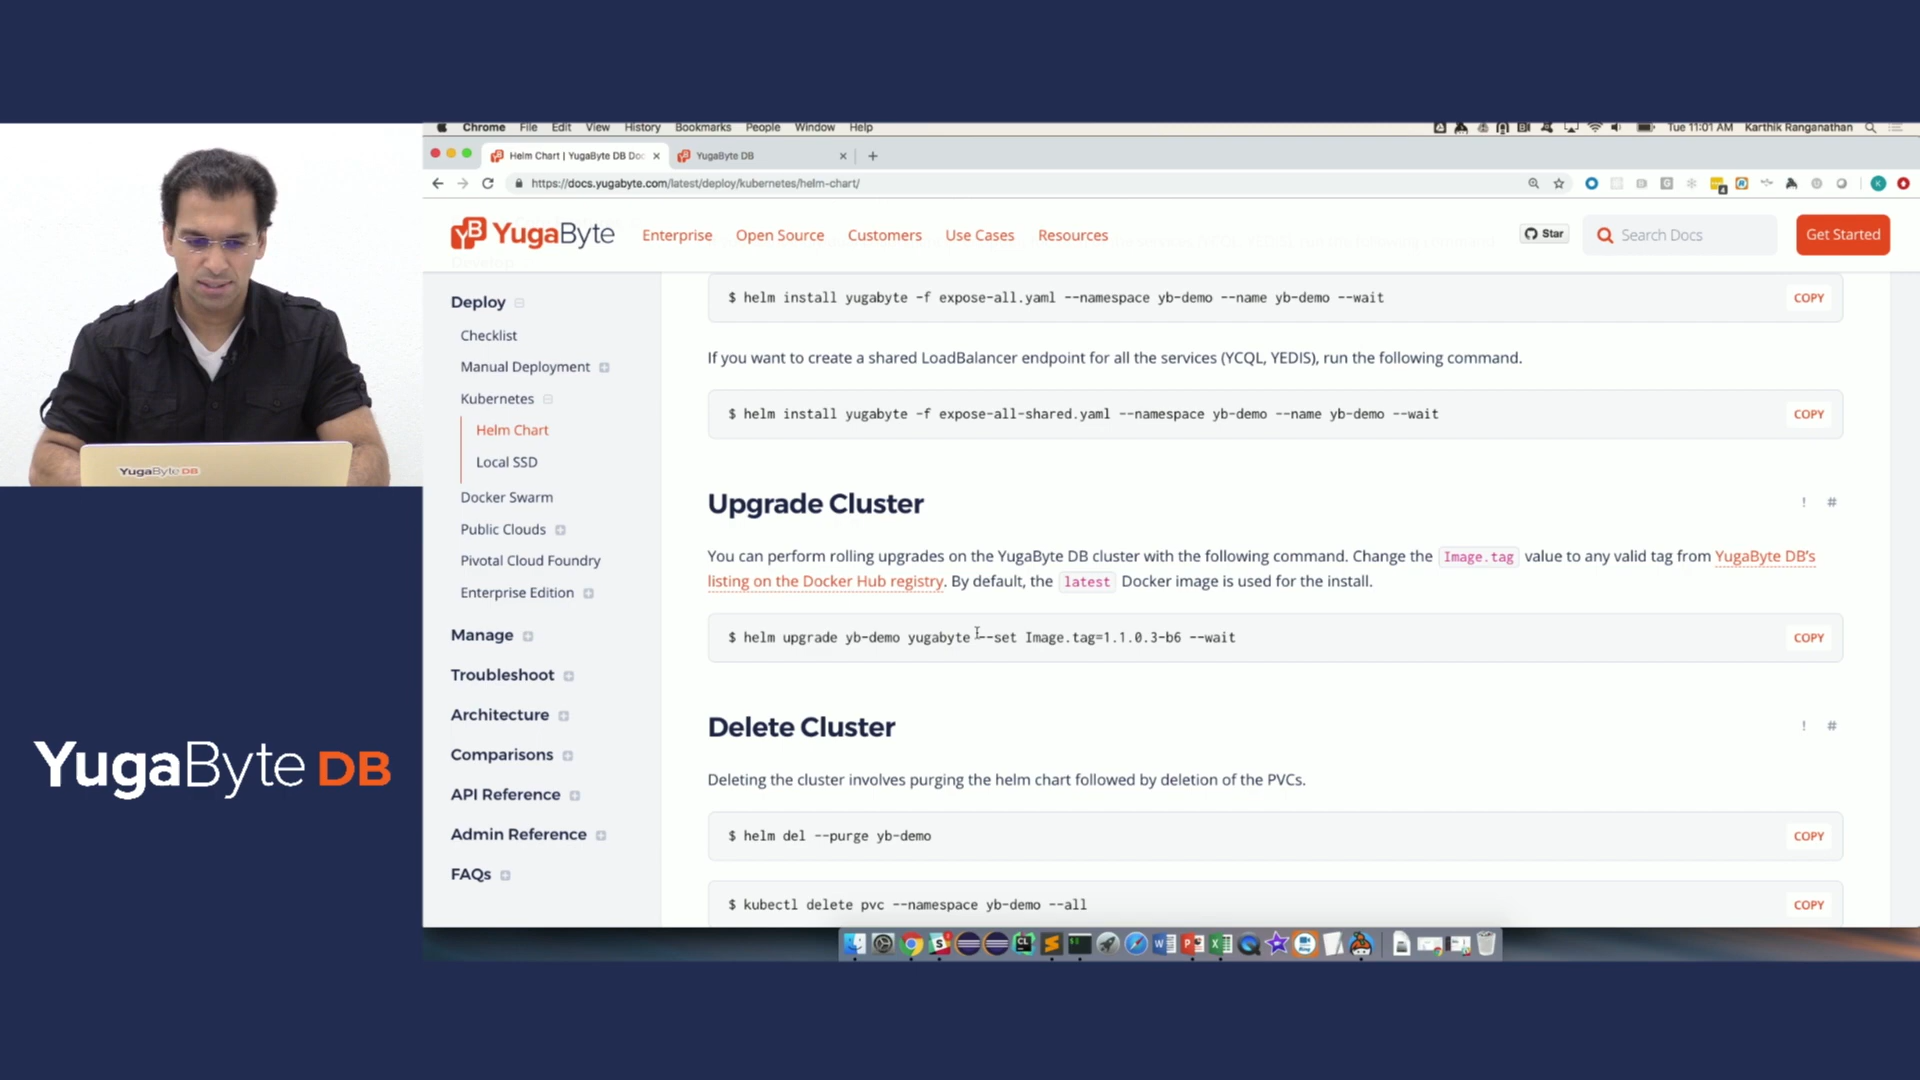 Chrome File Edit View History Bookmarks People Window Help
Tue 11:01 AM Karthik Ranganathan
Helm Chart | YugaByte DB Doc
YugaByte DB
https://docs.yugabyte.com/latest/deploy/kubernetes/helm-chart/
YugaByte
Enterprise Open Source Customers Use Cases Resources
Star
Search Docs
Get Started
Deploy
Checklist
Manual Deployment
Kubernetes
Helm Chart
Local SSD
Docker Swarm
Public Clouds
Pivotal Cloud Foundry
Enterprise Edition
Manage
Troubleshoot
Architecture
Comparisons
API Reference
Admin Reference
FAQs
$ helm install yugabyte -f expose-all.yaml --namespace yb-demo --name yb-demo --wait
COPY
If you want to create a shared LoadBalancer endpoint for all the services (YCQL, YEDIS), run the following command.
$ helm install yugabyte -f expose-all-shared.yaml --namespace yb-demo --name yb-demo --wait
COPY
Upgrade Cluster
! #
You can perform rolling upgrades on the YugaByte DB cluster with the following command. Change the Image.tag value to any valid tag from YugaByte DB's
listing on the Docker Hub registry. By default, the latest Docker image is used for the install.
$ helm upgrade yb-demo yugabyte --set Image.tag=1.1.0.3-b6 --wait
COPY
Delete Cluster
! #
Deleting the cluster involves purging the helm chart followed by deletion of the PVCs.
$ helm del --purge yb-demo
COPY
$ kubectl delete pvc --namespace yb-demo --all
COPY
YugaByte DB
YugaByte DB